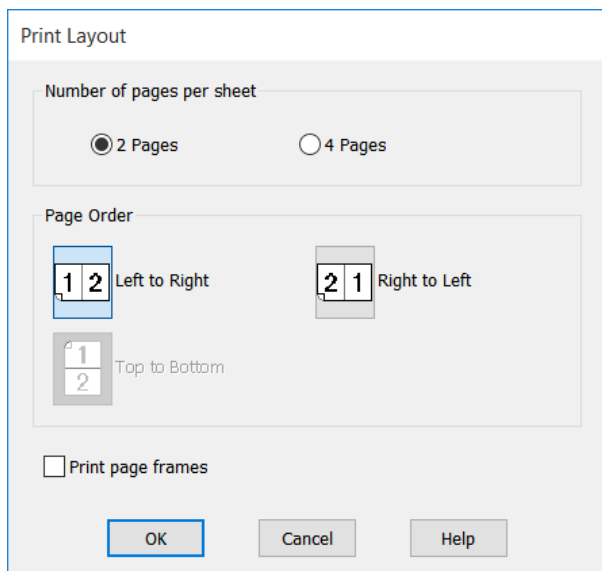 Print Layout
Number of pages per sheet
2 Pages 4 Pages
Page Order
1 2 Left to Right 2 1 Right to Left
1
2
Top to Bottom
Print page frames
OK Cancel Help